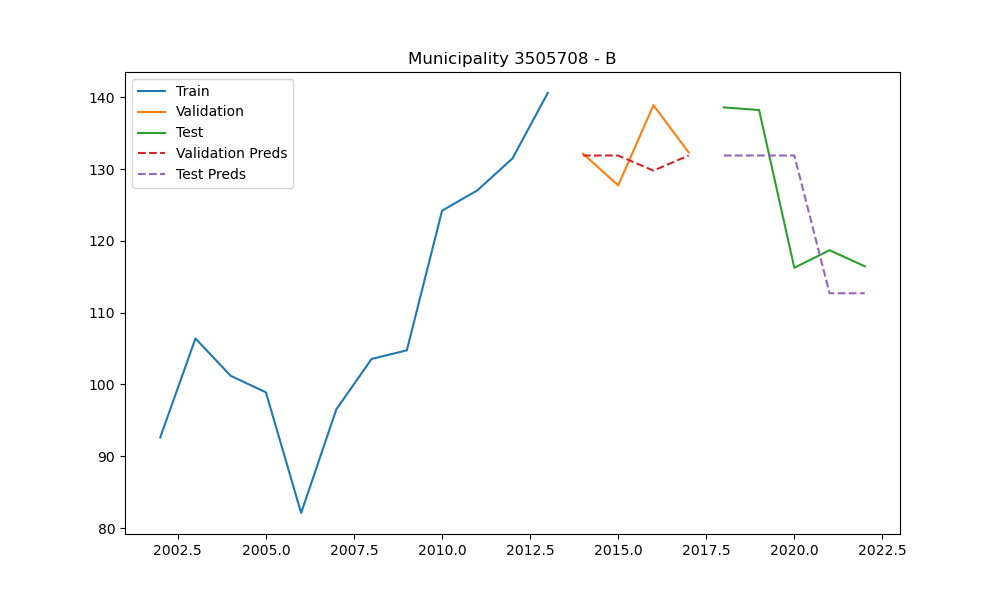 Municipality 3505708 - B
Train
Validation
Test
Validation Preds
Test Preds
140
130
120
110
100
90
80
2002.5 2005.0 2007.5 2010.0 2012.5 2015.0 2017.5 2020.0 2022.5